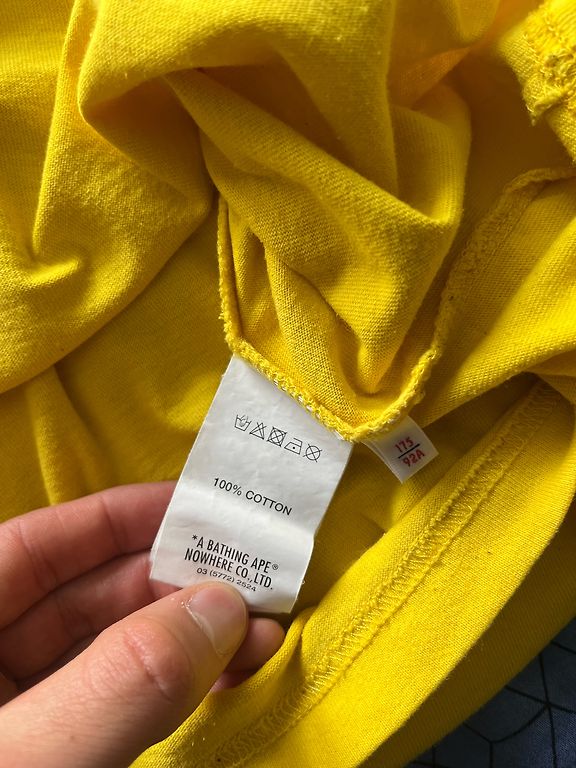 100% COTTON
*A BATHING APE®
NOWHERE CO., LTD.
03 (5772) 2524
175
92A